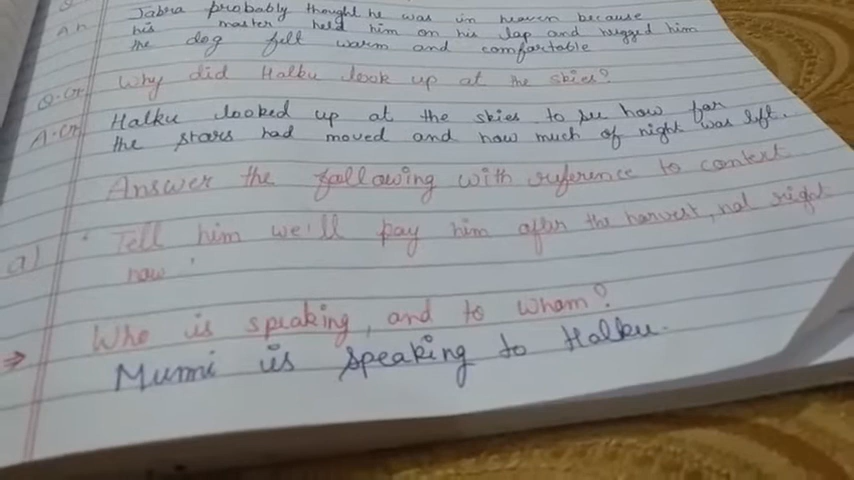 An Jabra probably thought he was in heaven because
his master held him on his lap and hugged him
the dog felt warm and comfartable
Why did Halku look up at the skies?
Halku looked up at the skies to see how far
the stars had moved and how much of night was left.
Answer the following with reference to context
a) 'Tell him we'll pay him after the harvest, not right
now'
Who is speaking, and to whom?
⇒ Munni is speaking to Halku.